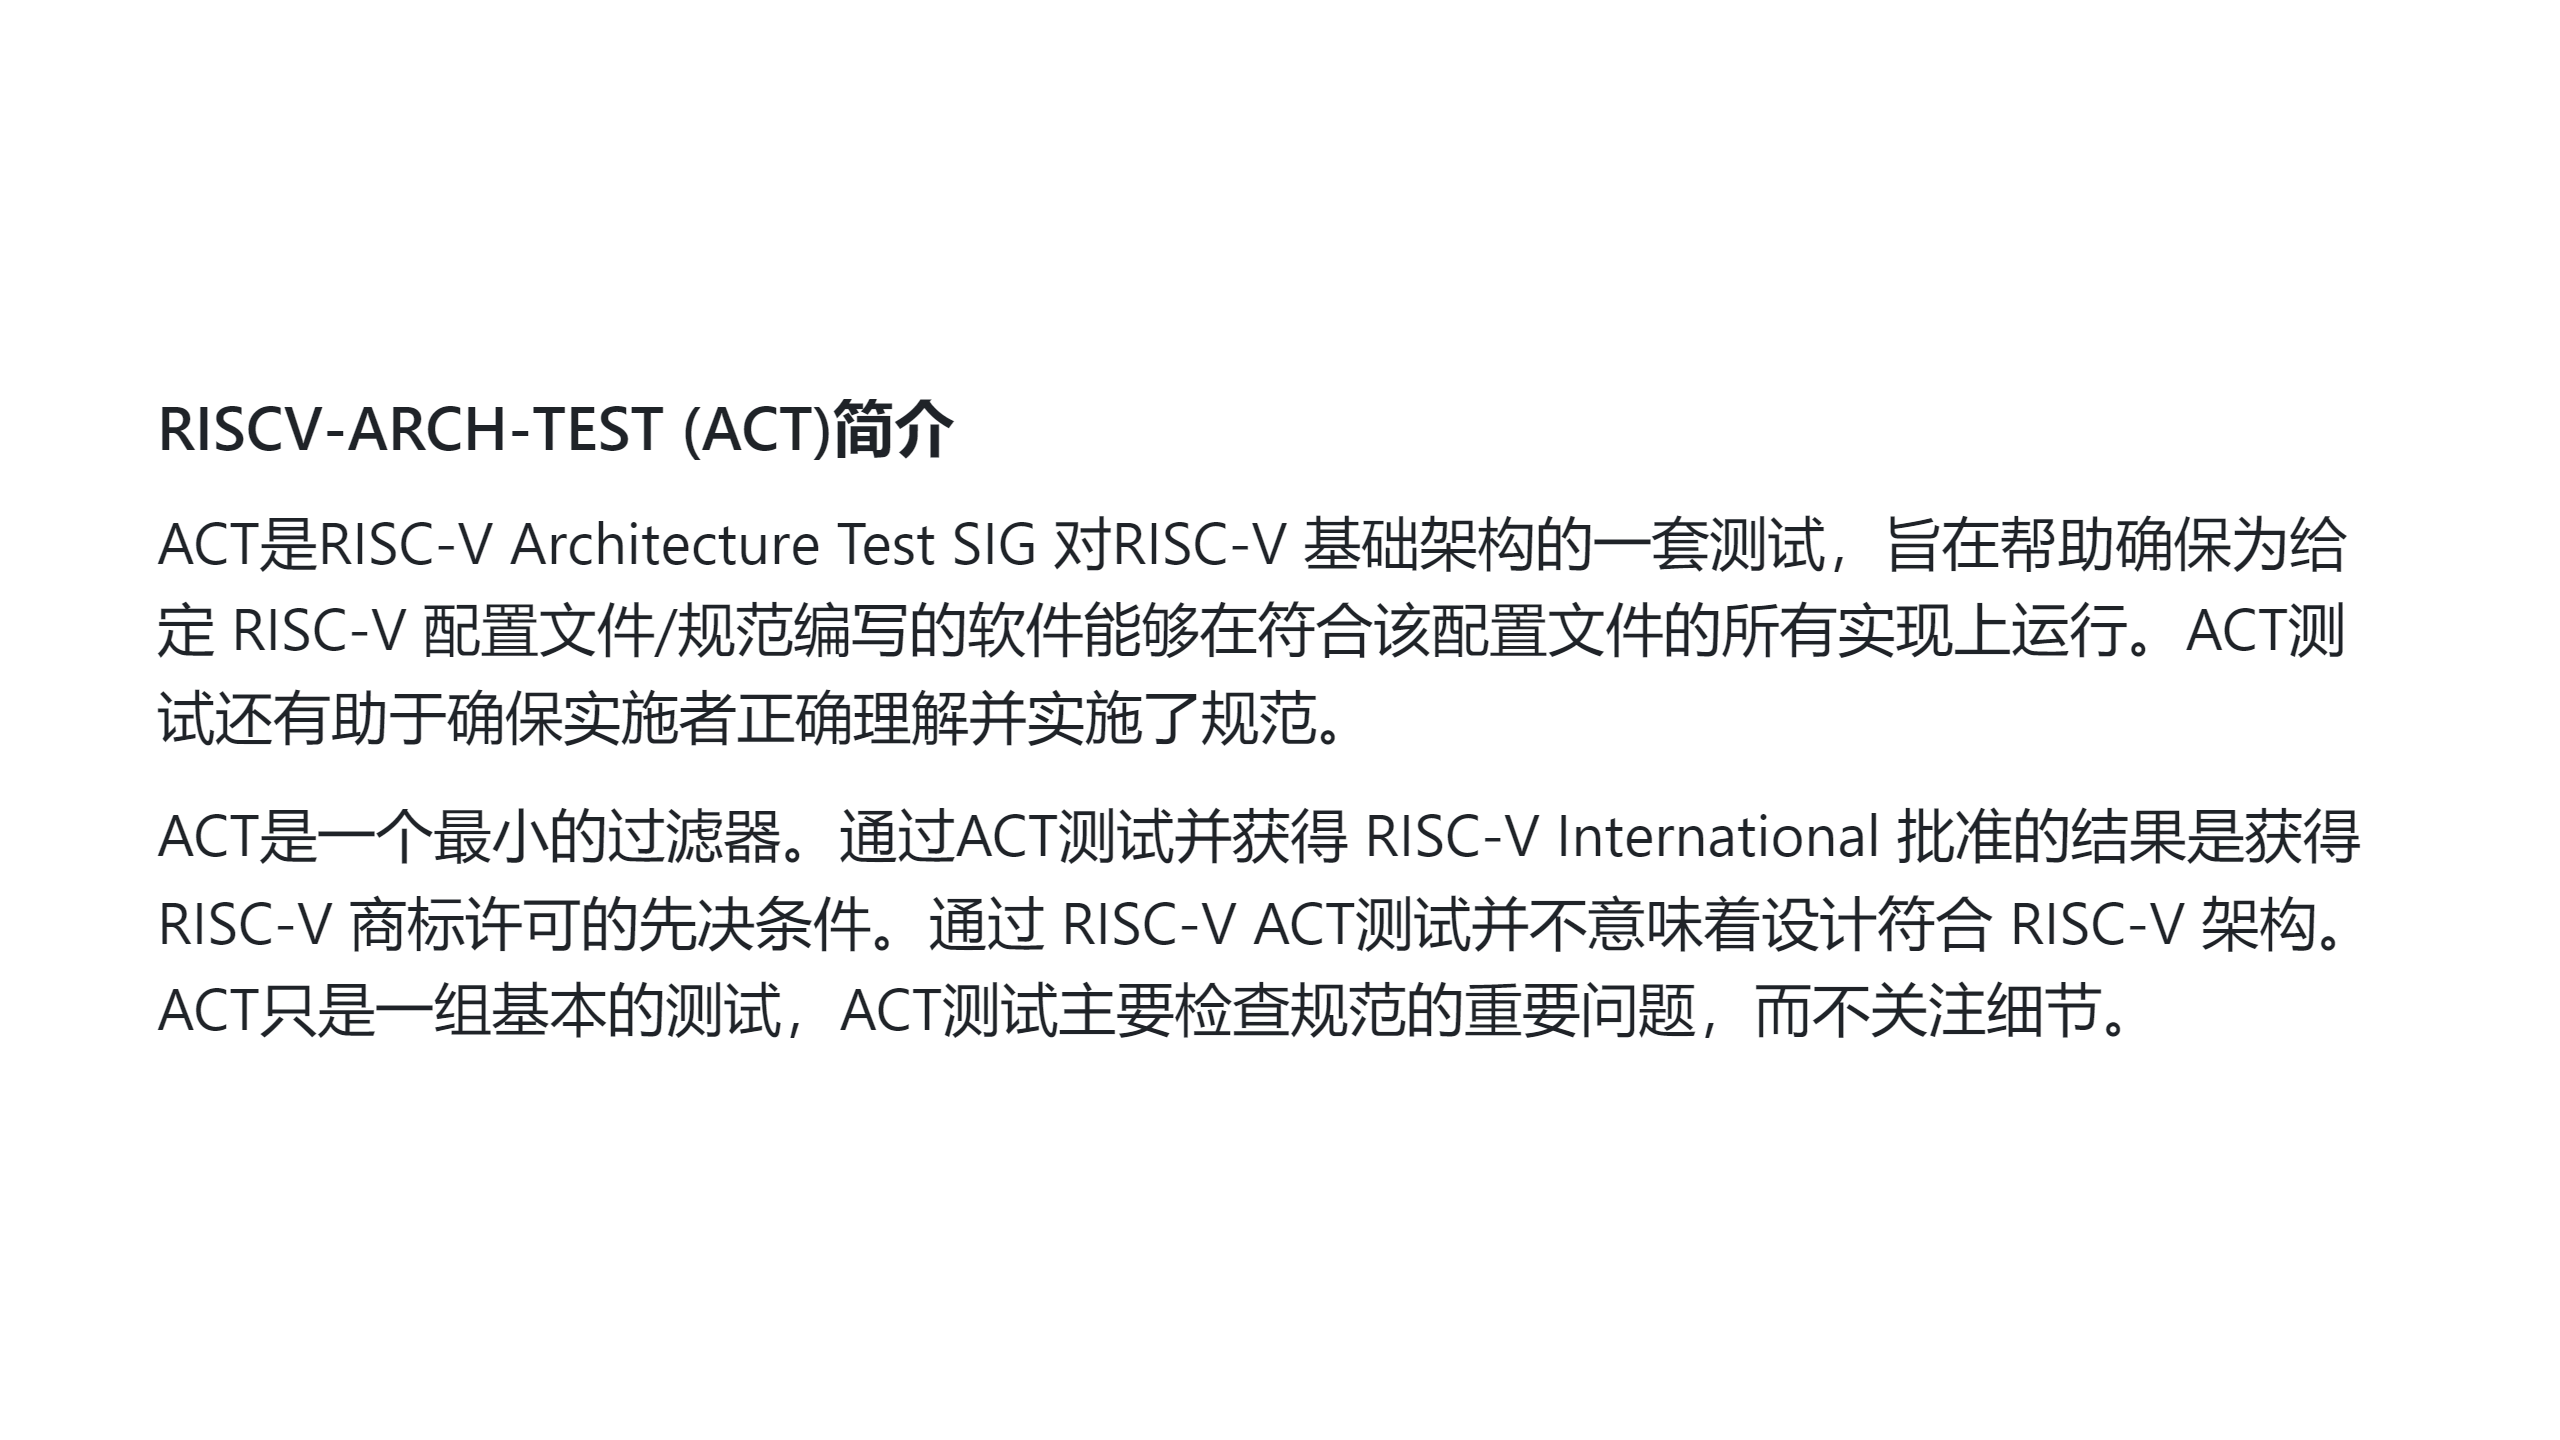 RISCV-ARCH-TEST (ACT)简介
ACT是RISC-V Architecture Test SIG 对RISC-V 基础架构的一套测试，旨在帮助确保为给
定 RISC-V 配置文件/规范编写的软件能够在符合该配置文件的所有实现上运行。ACT测
试还有助于确保实施者正确理解并实施了规范。
ACT是一个最小的过滤器。通过ACT测试并获得 RISC-V International 批准的结果是获得
RISC-V 商标许可的先决条件。通过 RISC-V ACT测试并不意味着设计符合 RISC-V 架构。
ACT只是一组基本的测试，ACT测试主要检查规范的重要问题，而不关注细节。